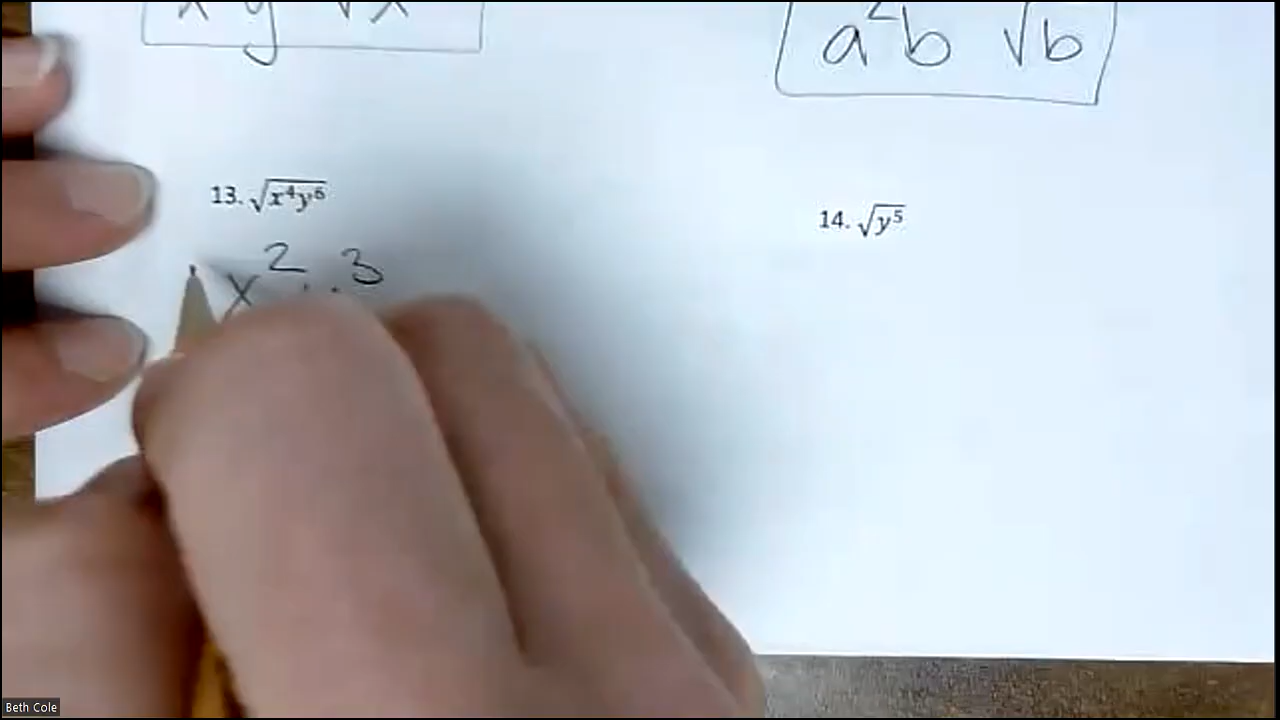 a²b √b
13. √x⁴y⁶
x² 3
14. √y⁵
Beth Cole